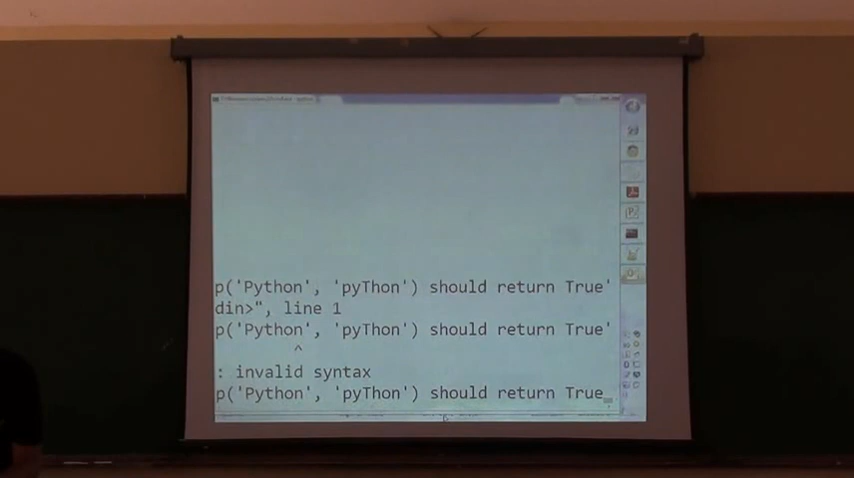 p('Python', 'pyThon') should return True'
din>", line 1
p('Python', 'pyThon') should return True'
^
: invalid syntax
p('Python', 'pyThon') should return True